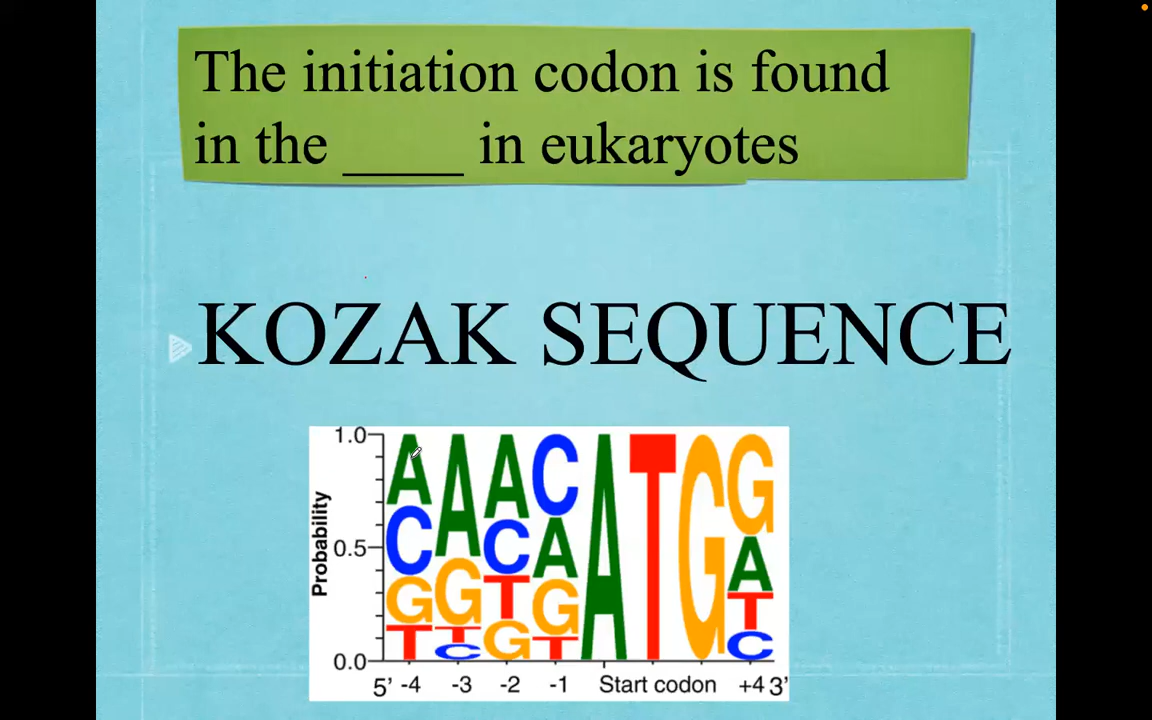 The initiation codon is found
in the _____ in eukaryotes
KOZAK SEQUENCE
Probability
1.0
0.5
0.0
A A A C A T G G
C A C A A
G G T G T
T T G T C
C
5' -4 -3 -2 -1 Start codon +4 3'